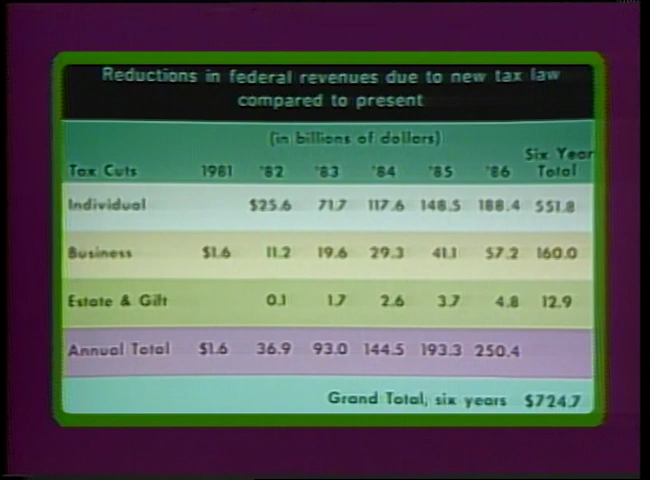 Reductions in federal revenues due to new tax law
compared to present
(in billions of dollars)
Tax Cuts 1981 '82 '83 '84 '85 '86 Six Year Total
Individual $25.6 71.7 117.6 148.5 188.4 551.8
Business $1.6 11.2 19.6 29.3 41.1 57.2 160.0
Estate & Gift 0.1 1.7 2.6 3.7 4.8 12.9
Annual Total $1.6 36.9 93.0 144.5 193.3 250.4
Grand Total, six years $724.7